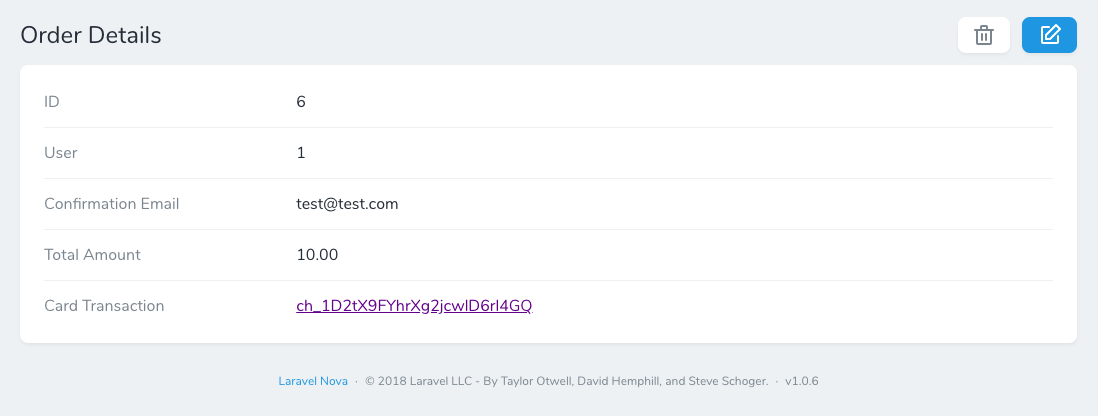 Order Details
ID 6
User 1
Confirmation Email test@test.com
Total Amount 10.00
Card Transaction ch_1D2tX9FYhrXg2jcwlD6rl4GQ
Laravel Nova · © 2018 Laravel LLC - By Taylor Otwell, David Hemphill, and Steve Schoger. · v1.0.6